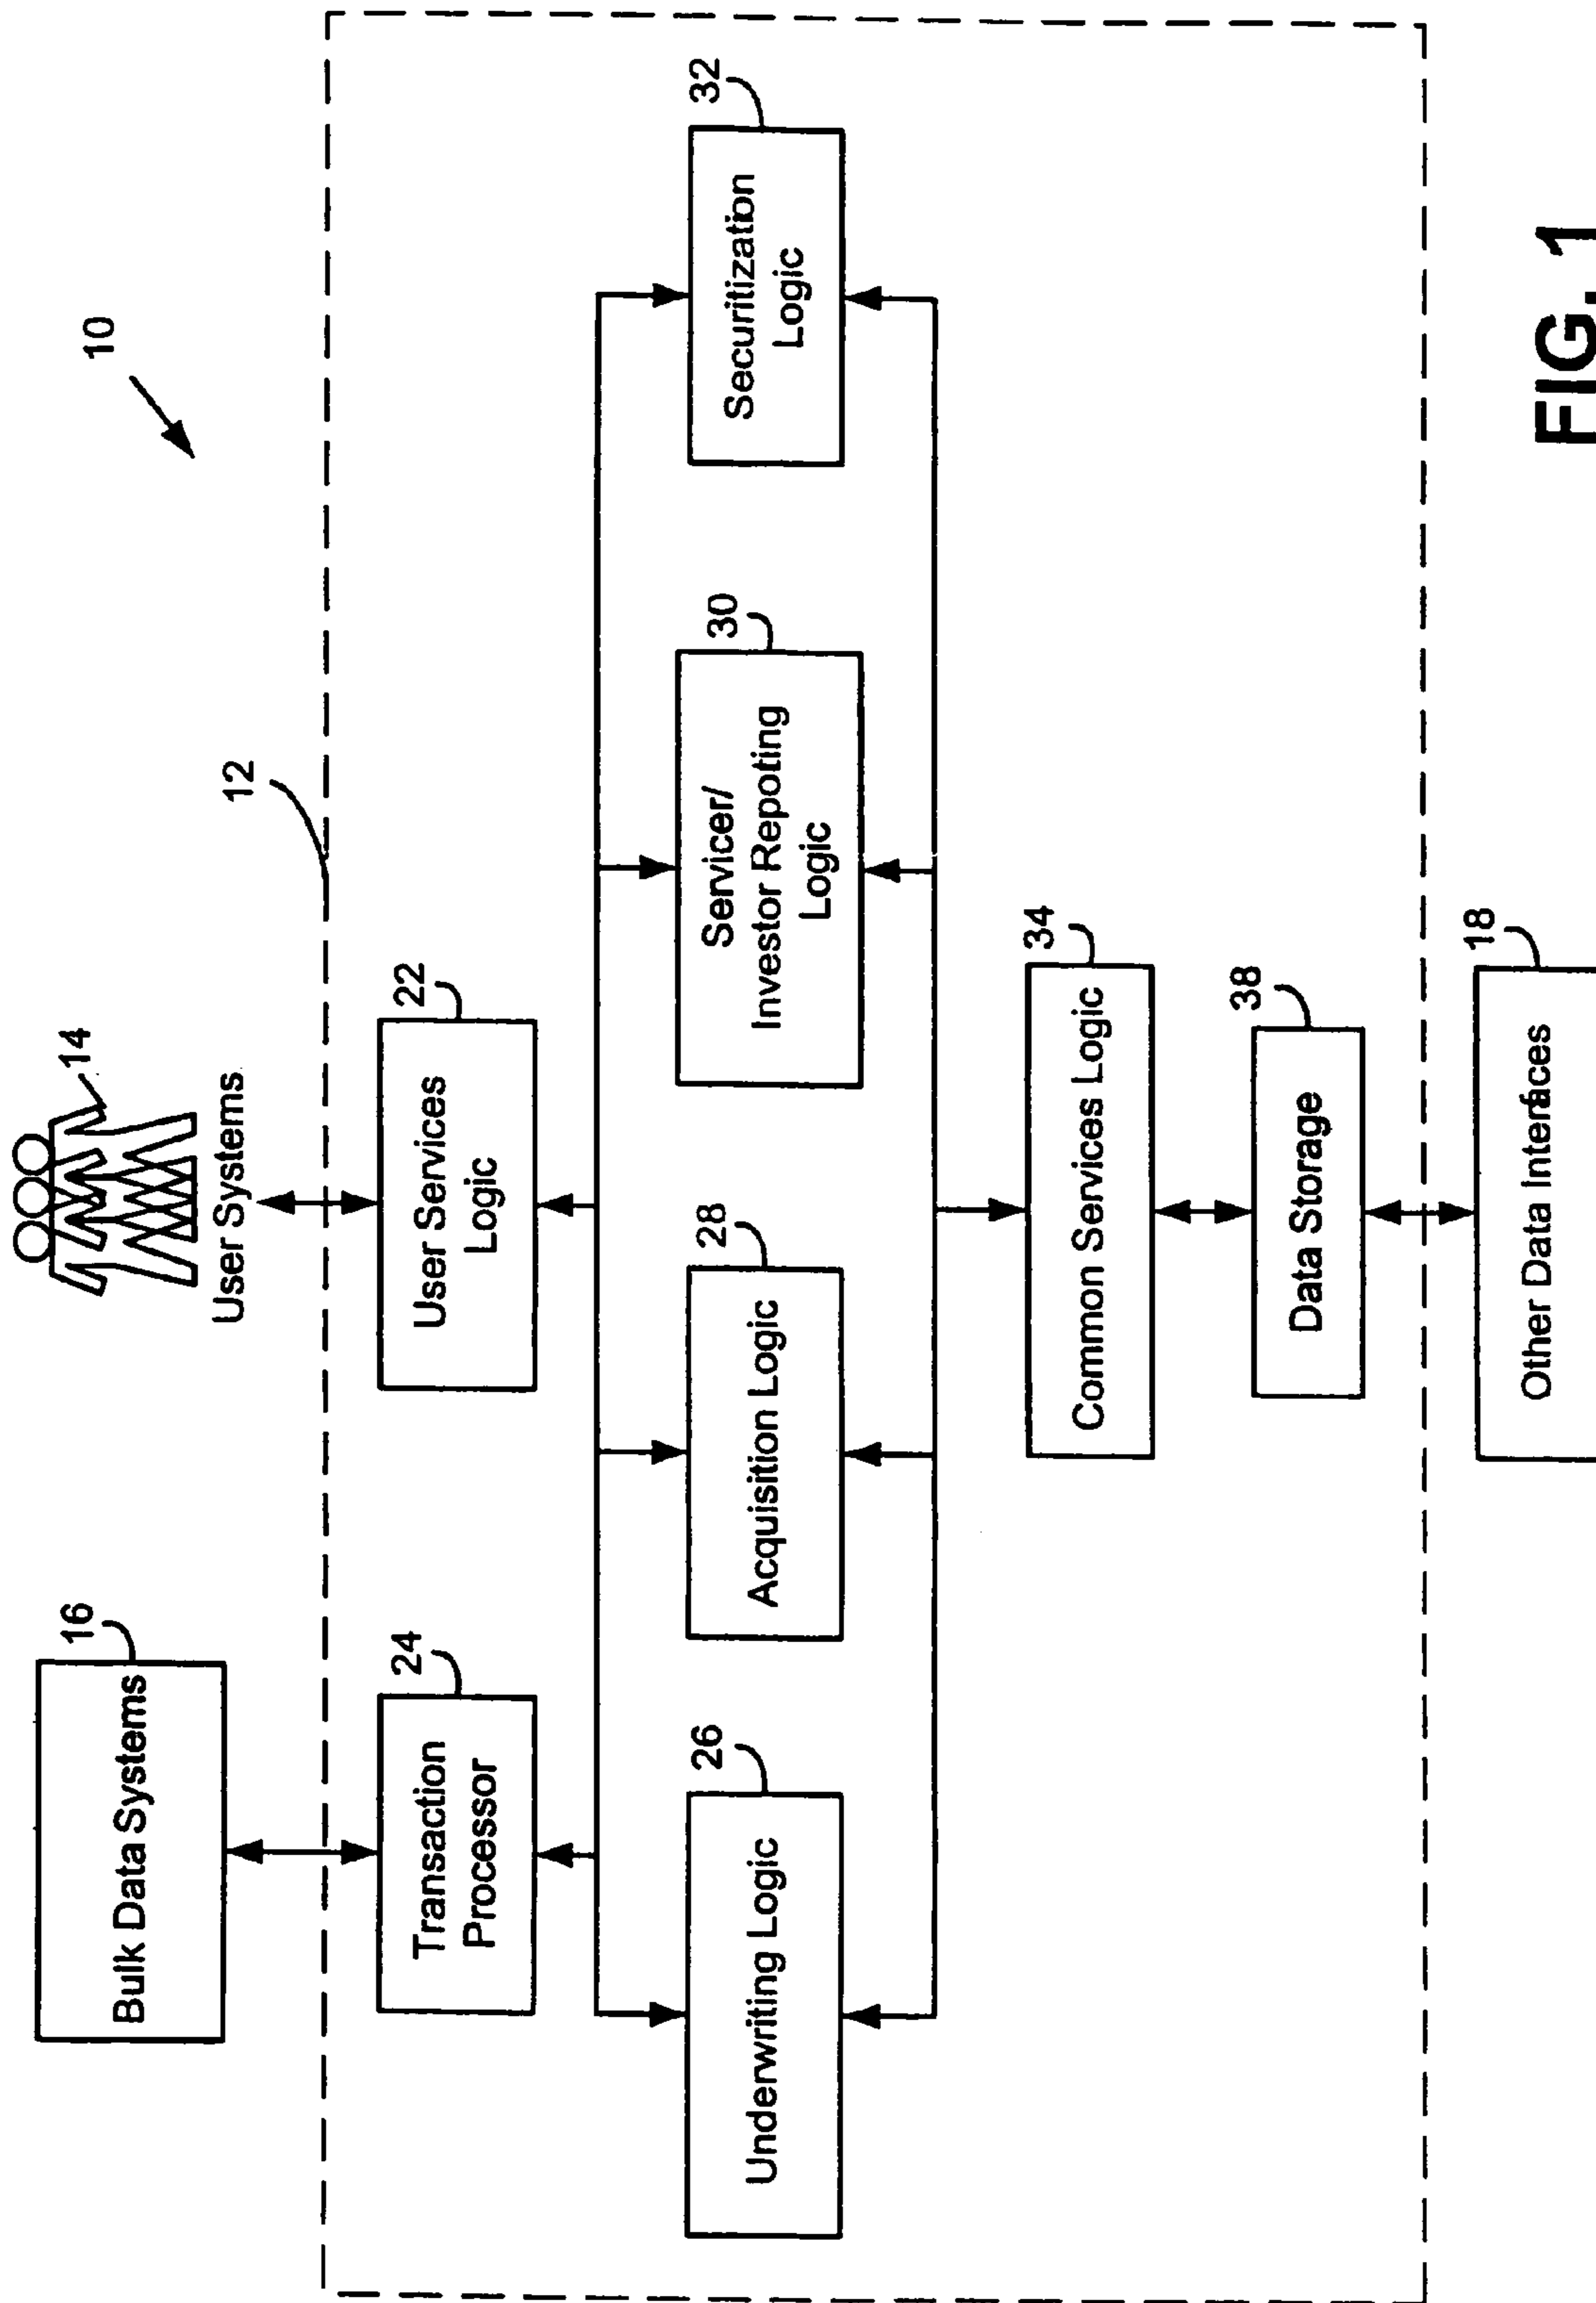 10
14
User Systems
16
Bulk Data Systems
12
24
Transaction
Processor
22
User Services
Logic
26
Underwriting Logic
28
Acquisition Logic
30
Servicer/
Investor Repoting
Logic
32
Securitization
Logic
34
Common Services Logic
38
Data Storage
18
Other Data Interfaces
FIG. 1